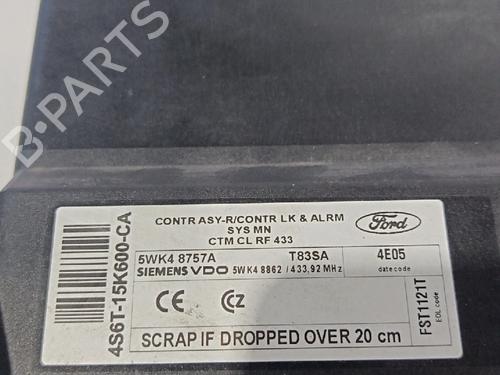 B-PARTS
CONTR ASY-R/CONTR LK & ALRM
SYS MN
CTM CL RF 433
Ford
4S6T-15K600-CA
5WK4 8757A T83SA
SIEMENS VDO 5WK4 8862 / 433,92 MHz
4E05
date code
CE CZ
FST1121T
EOL code
SCRAP IF DROPPED OVER 20 cm